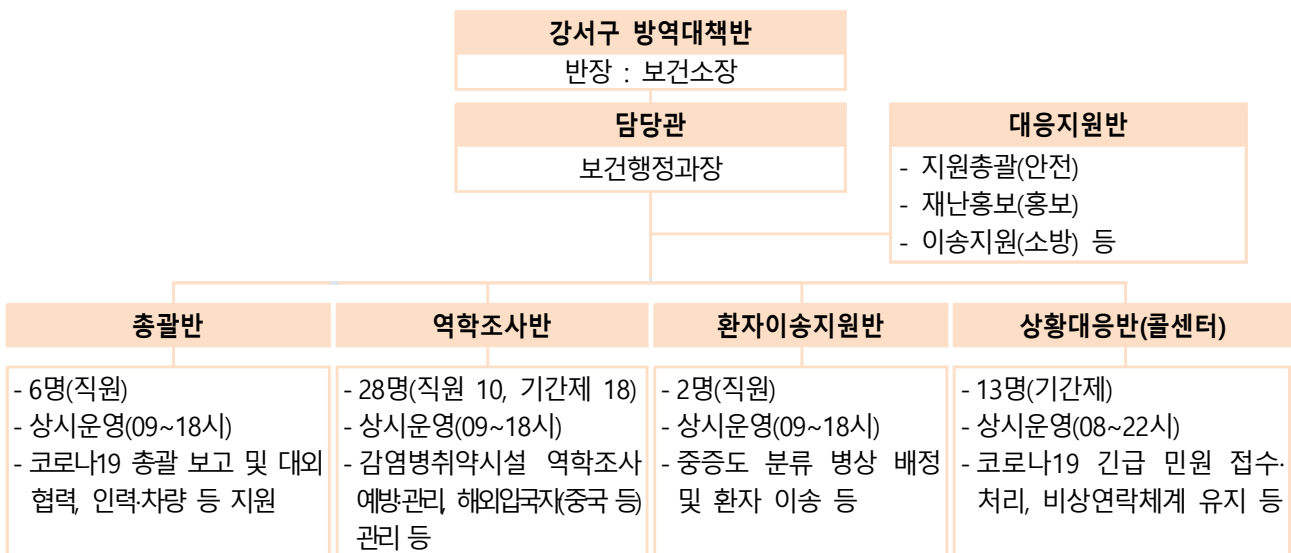 강서구 방역대책반
반장 : 보건소장
담당관
보건행정과장
대응지원반
- 지원총괄(안전)
- 재난홍보(홍보)
- 이송지원(소방) 등
총괄반
- 6명(직원)
- 상시운영(09~18시)
- 코로나19 총괄 보고 및 대외
협력, 인력·차량 등 지원
역학조사반
- 28명(직원 10, 기간제 18)
- 상시운영(09~18시)
- 감염병취약시설 역학조사
예방·관리, 해외입국자(중국 등)
관리 등
환자이송지원반
- 2명(직원)
- 상시운영(09~18시)
- 중증도 분류 병상 배정
및 환자 이송 등
상황대응반(콜센터)
- 13명(기간제)
- 상시운영(08~22시)
- 코로나19 긴급 민원 접수·
처리, 비상연락체계 유지 등